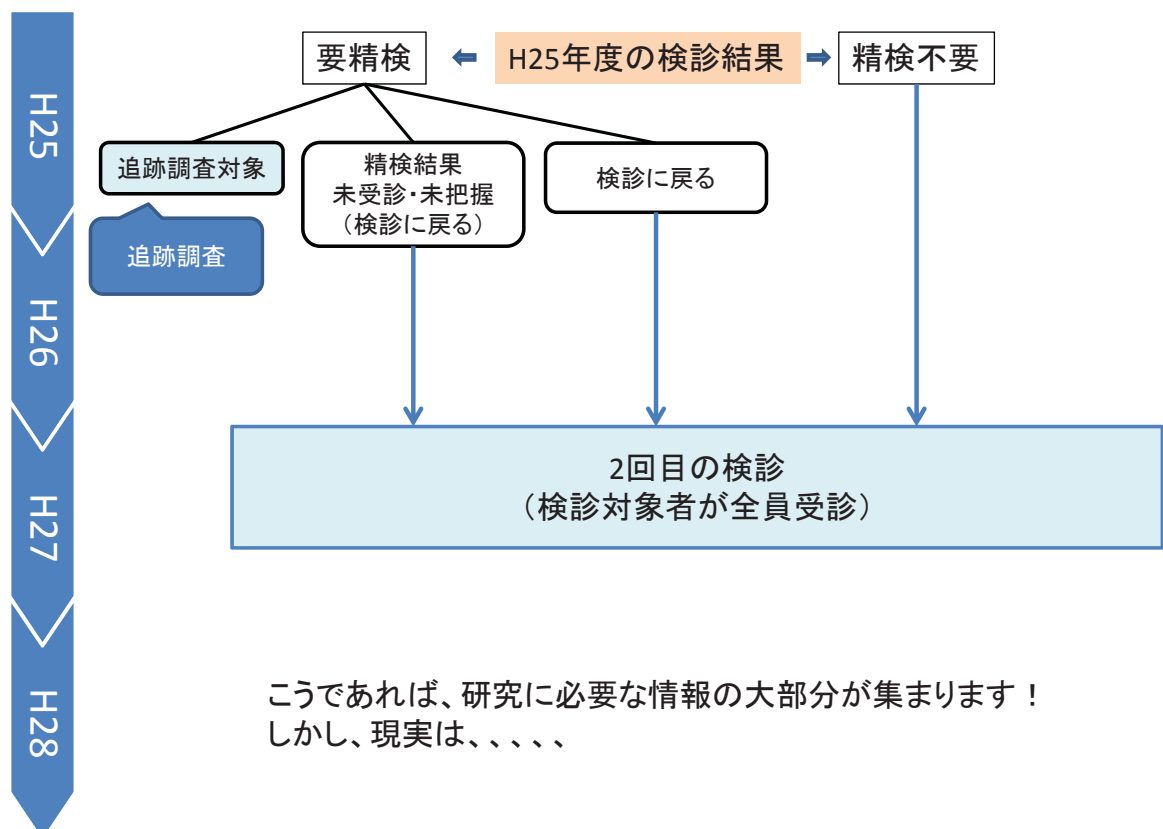 H25
H26
H27
H28
要精検
H25年度の検診結果
精検不要
追跡調査対象
精検結果
未受診・未把握
（検診に戻る）
検診に戻る
追跡調査
2回目の検診
（検診対象者が全員受診）
こうであれば、研究に必要な情報の大部分が集まります！
しかし、現実は、、、、、